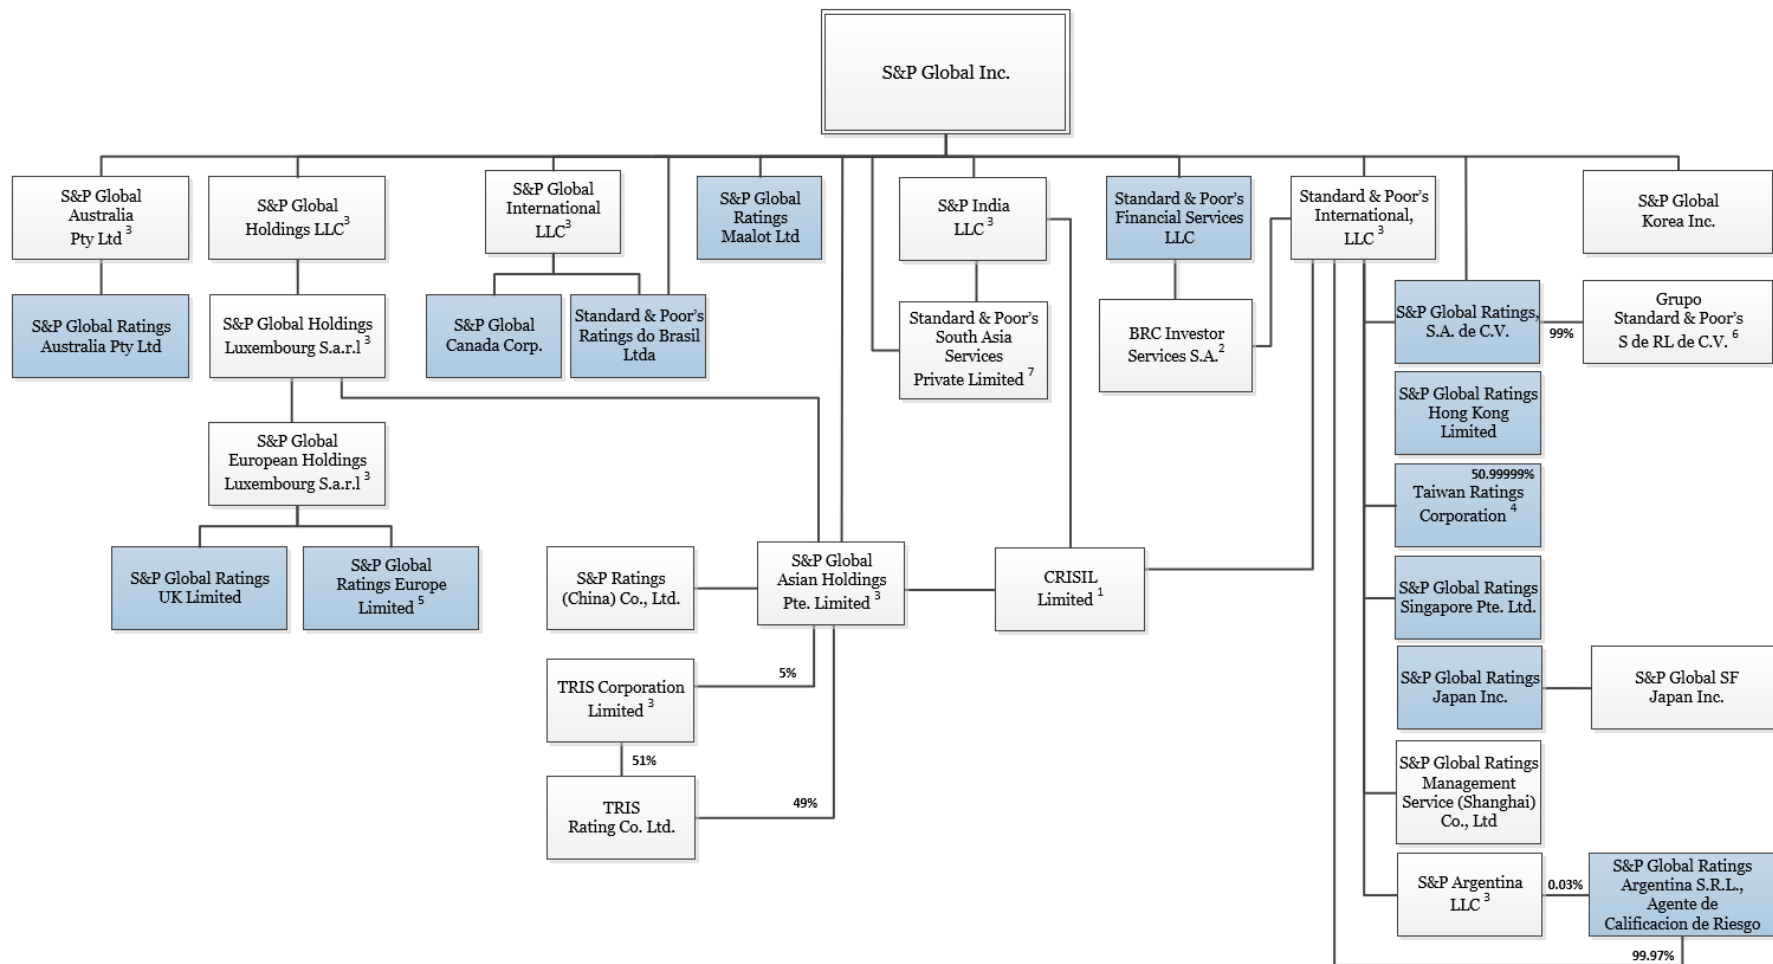 S&P Global Inc.
S&P Global
Australia
Pty Ltd 3
S&P Global
Holdings LLC3
S&P Global
International
LLC3
S&P Global
Ratings
Maalot Ltd
S&P India
LLC 3
Standard & Poor's
Financial Services
LLC
Standard & Poor's
International,
LLC 3
S&P Global
Korea Inc.
S&P Global Ratings
Australia Pty Ltd
S&P Global Holdings
Luxembourg S.a.r.l 3
S&P Global
Canada Corp.
Standard & Poor's
Ratings do Brasil
Ltda
Standard & Poor's
South Asia
Services
Private Limited 7
BRC Investor
Services S.A.2
S&P Global Ratings,
S.A. de C.V.
99%
Grupo
Standard & Poor's
S de RL de C.V. 6
S&P Global Ratings
Hong Kong
Limited
S&P Global
European Holdings
Luxembourg S.a.r.l 3
50.99999%
Taiwan Ratings
Corporation 4
S&P Global Ratings
UK Limited
S&P Global
Ratings Europe
Limited 5
S&P Ratings
(China) Co., Ltd.
S&P Global
Asian Holdings
Pte. Limited 3
CRISIL
Limited 1
S&P Global Ratings
Singapore Pte. Ltd.
TRIS Corporation
Limited 3
5%
S&P Global Ratings
Japan Inc.
S&P Global SF
Japan Inc.
51%
TRIS
Rating Co. Ltd.
49%
S&P Global Ratings
Management
Service (Shanghai)
Co., Ltd
S&P Argentina
LLC 3
0.03%
S&P Global Ratings
Argentina S.R.L.,
Agente de
Calificacion de Riesgo
99.97%